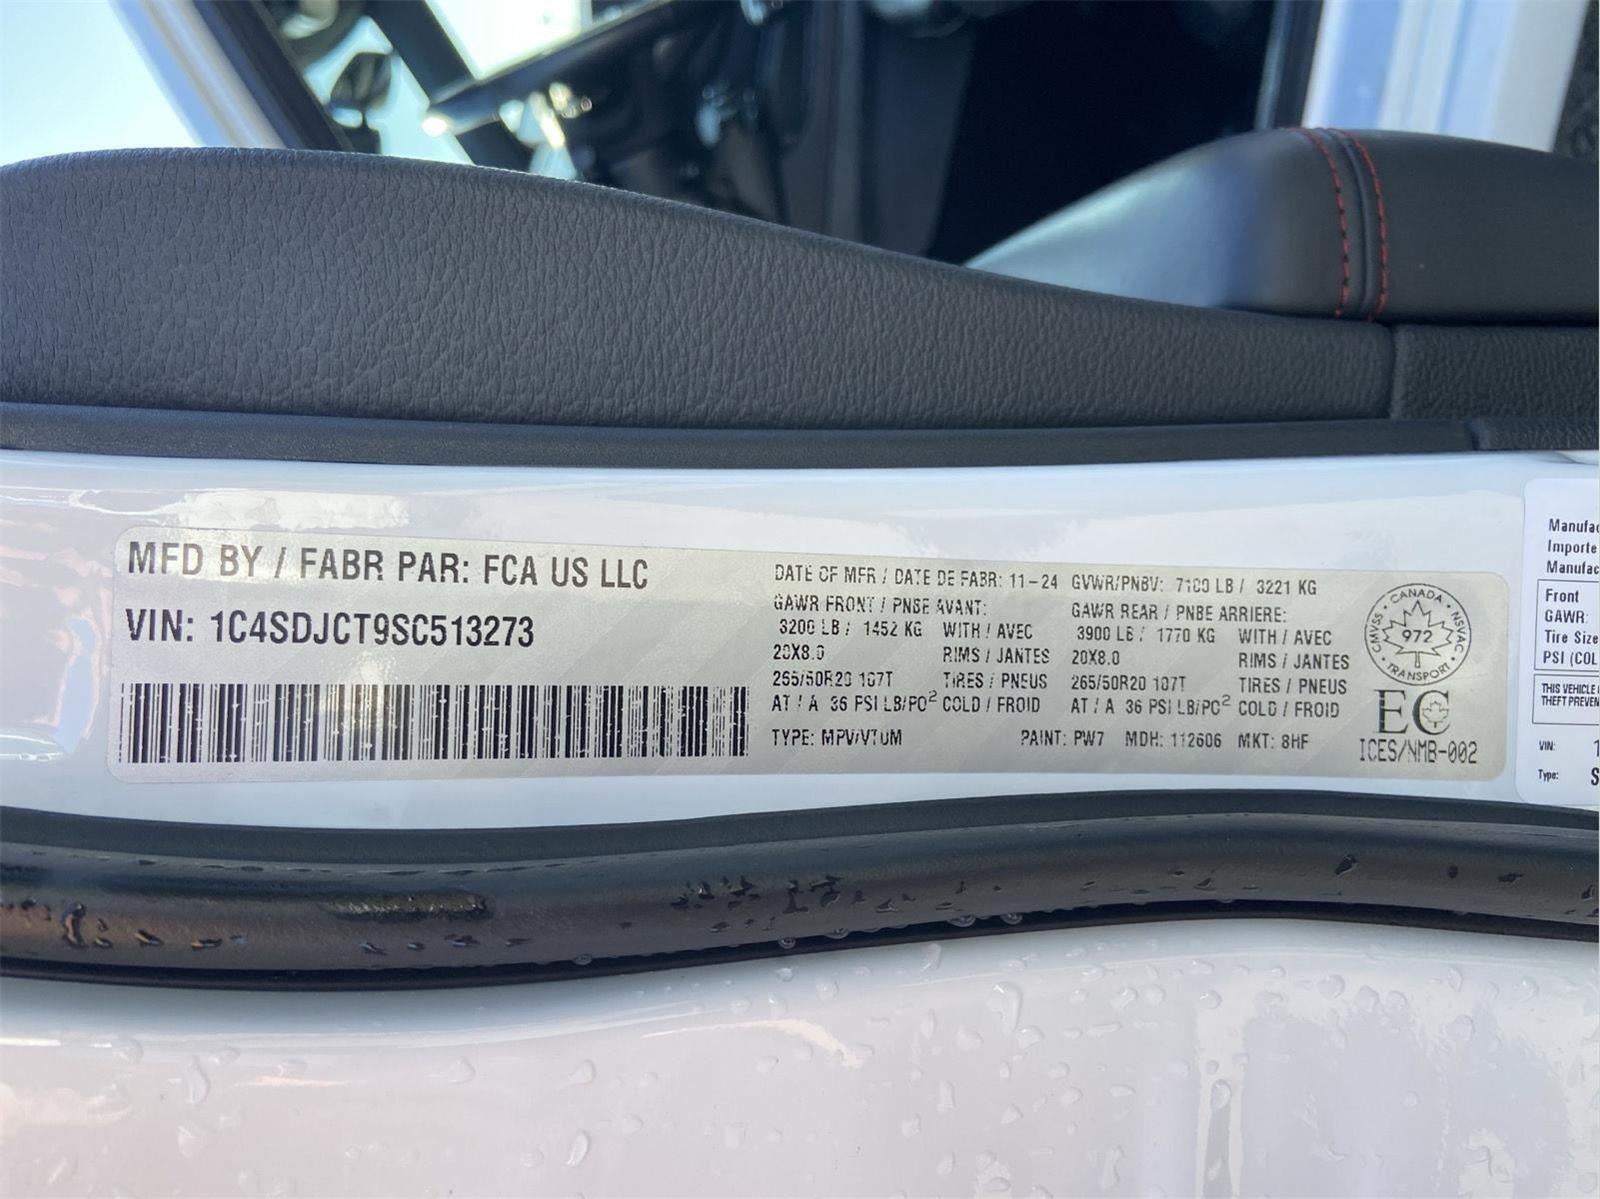 MFD BY / FABR PAR: FCA US LLC
VIN: 1C4SDJCT9SC513273
DATE OF MFR / DATE DE FABR: 11-24 GVWR/PNBV: 7100 LB / 3221 KG
GAWR FRONT / PNBE AVANT:
3200 LB / 1452 KG WITH / AVEC
20X8.0 RIMS / JANTES
265/50R20 107T TIRES / PNEUS
AT / A 36 PSI LB/PO² COLD / FROID
GAWR REAR / PNBE ARRIERE:
3900 LB / 1770 KG WITH / AVEC
20X8.0 RIMS / JANTES
265/50R20 107T TIRES / PNEUS
AT / A 36 PSI LB/PO² COLD / FROID
TYPE: MPV/VTUM PAINT: PW7 MDH: 112606 MKT: 8HF
CANADA
CMVSS 972 NSVAC
TRANSPORT
EC
ICES/NMB-002
Manufac
Importe
Manufac
Front
GAWR:
Tire Size
PSI (COL
THIS VEHICLE
THEFT PREVEN
VIN: 1
Type: S